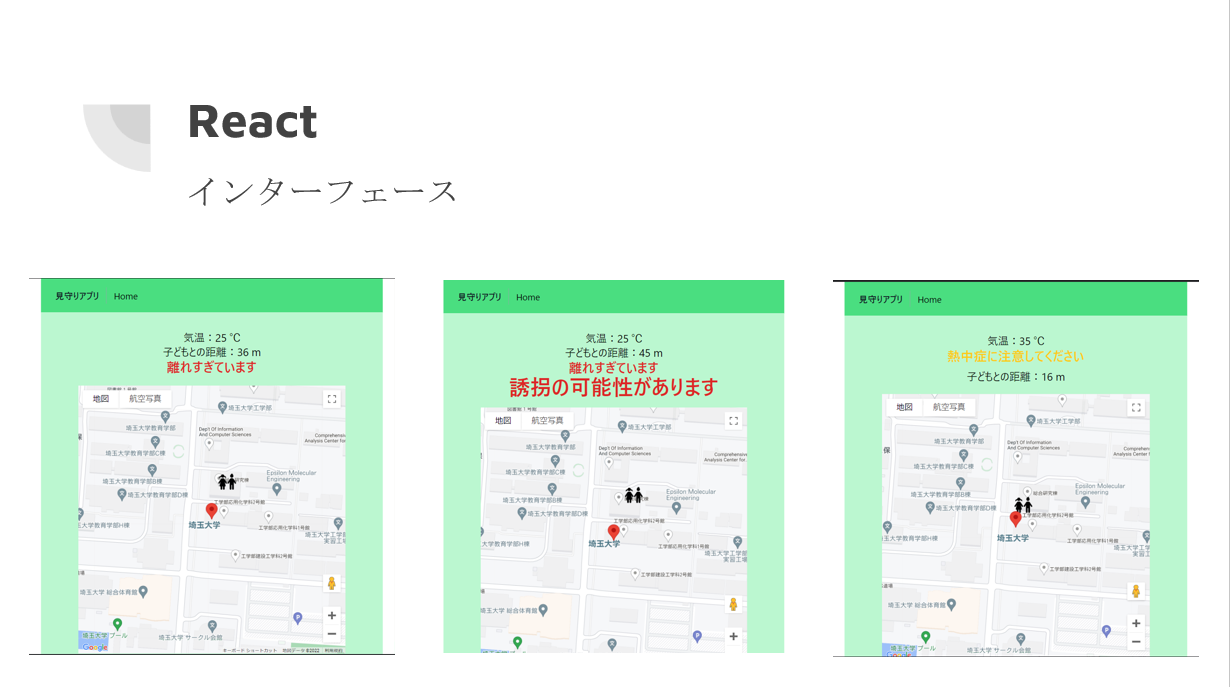 React
インターフェース
見守りアプリ Home
気温：25 ℃
子どもとの距離：36 m
離れすぎています
地図 航空写真
埼玉大学工学部
埼玉大学教育学部
Dep't Of Information
And Computer Sciences
Comprehensive
Analysis Center for
埼玉大学教育学部C棟
埼玉大学教育学部B棟
Epsilon Molecular
Engineering
埼玉大学教育学部D棟
工学部応用化学科2号館
埼玉大学
埼玉大学教育学部H棟
工学部応用化学科1号館
埼玉大学工学部
実習工場
工学部建設工学科2号館
埼玉大学 総合体育館
埼玉大学 プール
埼玉大学 サークル会館
Google
キーボード ショートカット 地図データ ©2022 利用規約
見守りアプリ Home
気温：25 ℃
子どもとの距離：45 m
離れすぎています
誘拐の可能性があります
地図 航空写真
埼玉大学工学部
埼玉大学教育学部
Dep't Of Information
And Computer Sciences
Comprehensive
Analysis Center for
埼玉大学教育学部C棟
埼玉大学教育学部B棟
Epsilon Molecular
Engineering
埼玉大学教育学部D棟
工学部応用化学科2号館
埼玉大学
大学教育学部H棟
工学部応用化学科1号館
埼玉大学工学部
工学部建設工学科2号館
埼玉大学 総合体育館
見守りアプリ Home
気温：35 ℃
熱中症に注意してください
子どもとの距離：16 m
地図 航空写真
埼玉大学工学部
埼玉大学教育学部
Dep't Of Information
And Computer Sciences
Comprehensive
Analysis Center for
埼玉大学教育学部C棟
埼玉大学教育学部B棟
Epsilon Molecular
Engineering
総合研究棟
埼玉大学教育学部D棟
工学部応用化学科2号館
埼玉大学
埼玉大学教育学部H棟
工学部応用化学科1号館
工学部建設工学科2号館
埼玉大学 総合体育館
埼玉大学 プール
埼玉大学 サークル会館